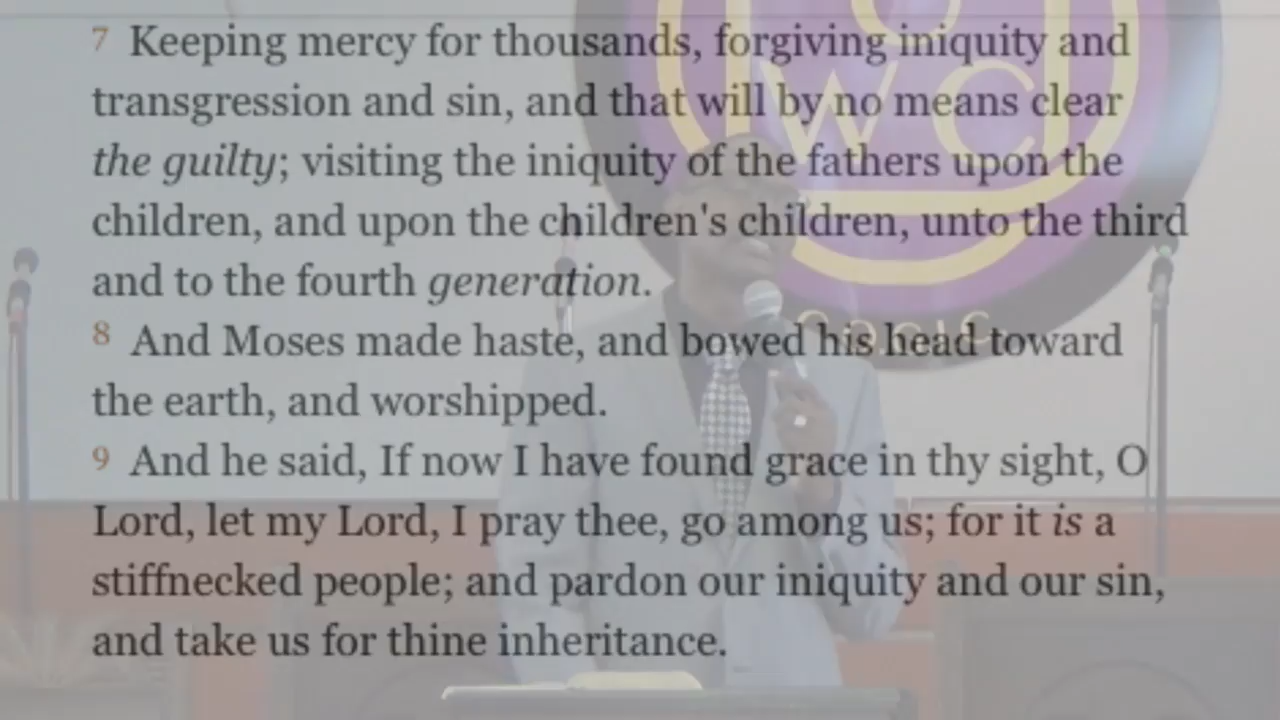 7 Keeping mercy for thousands, forgiving iniquity and
transgression and sin, and that will by no means clear
the guilty; visiting the iniquity of the fathers upon the
children, and upon the children's children, unto the third
and to the fourth generation.
8 And Moses made haste, and bowed his head toward
the earth, and worshipped.
9 And he said, If now I have found grace in thy sight, O
Lord, let my Lord, I pray thee, go among us; for it is a
stiffnecked people; and pardon our iniquity and our sin,
and take us for thine inheritance.
WC